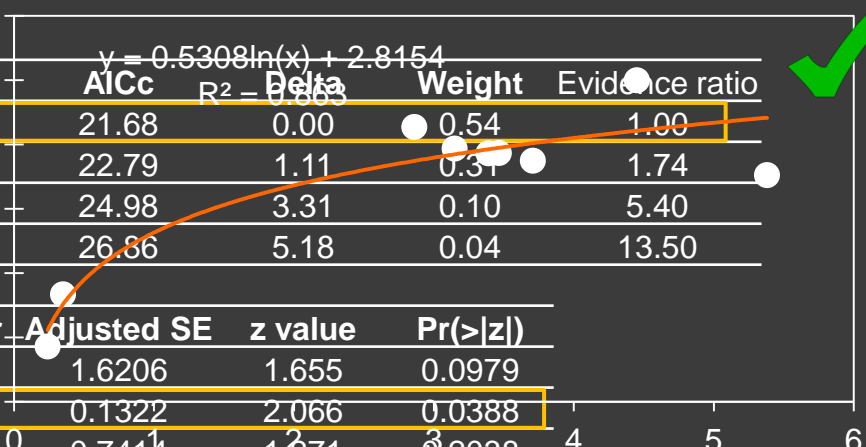 y = 0.5308ln(x) + 2.8154
AICc Delta Weight Evidence ratio
R² = 0.863
21.68 0.00 0.54 1.00
22.79 1.11 0.31 1.74
24.98 3.31 0.10 5.40
26.86 5.18 0.04 13.50
Adjusted SE z value Pr(>|z|)
1.6206 1.655 0.0979
0.1322 2.066 0.0388
0 1 2 3 4 5 6